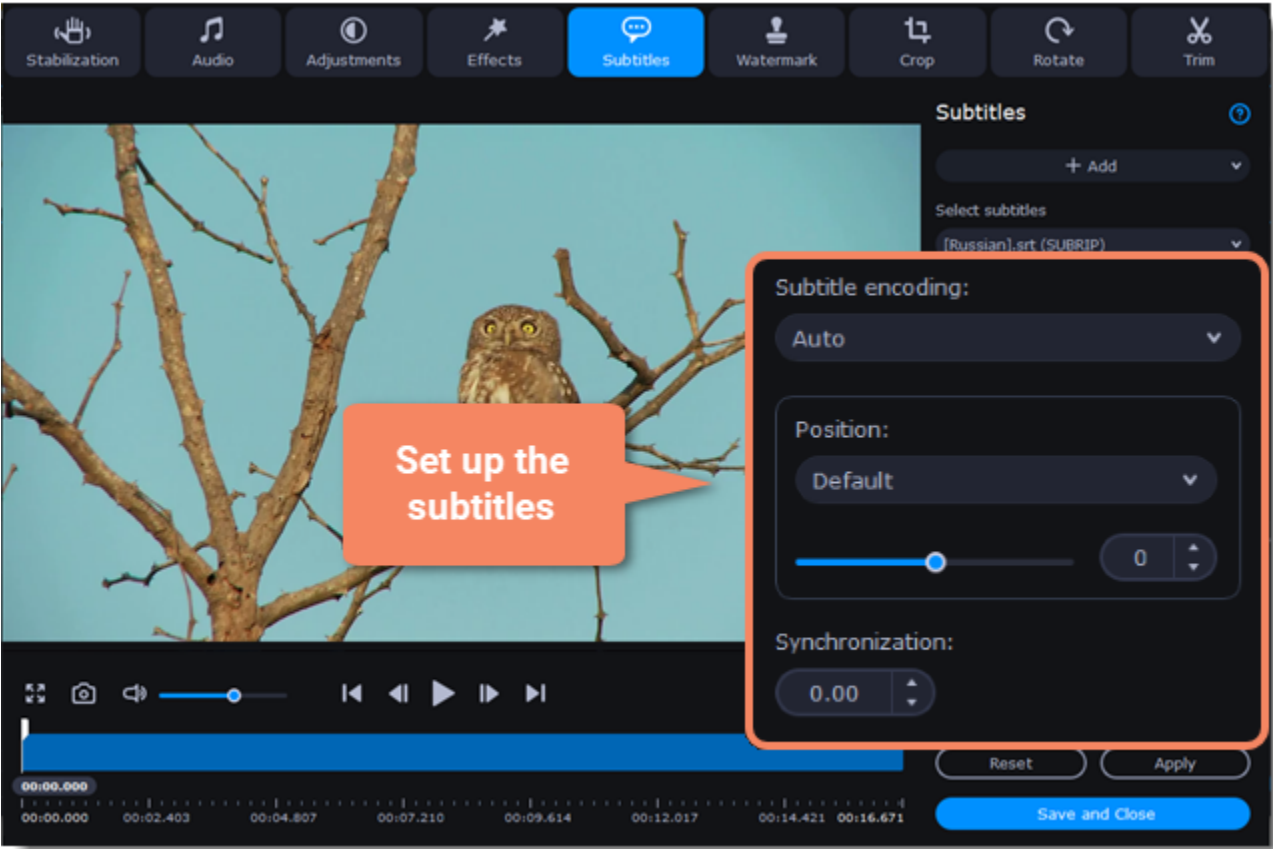 Stabilization
Audio
Adjustments
Effects
Subtitles
Watermark
Crop
Rotate
Trim
Subtitles
?
+ Add
Select subtitles
[Russian].srt (SUBRIP)
Subtitle encoding:
Auto
Position:
Default
0
Synchronization:
0.00
Set up the
subtitles
Reset
Apply
Save and Close
00:00.000
00:00.000 00:02.403 00:04.807 00:07.210 00:09.614 00:12.017 00:14.421 00:16.671